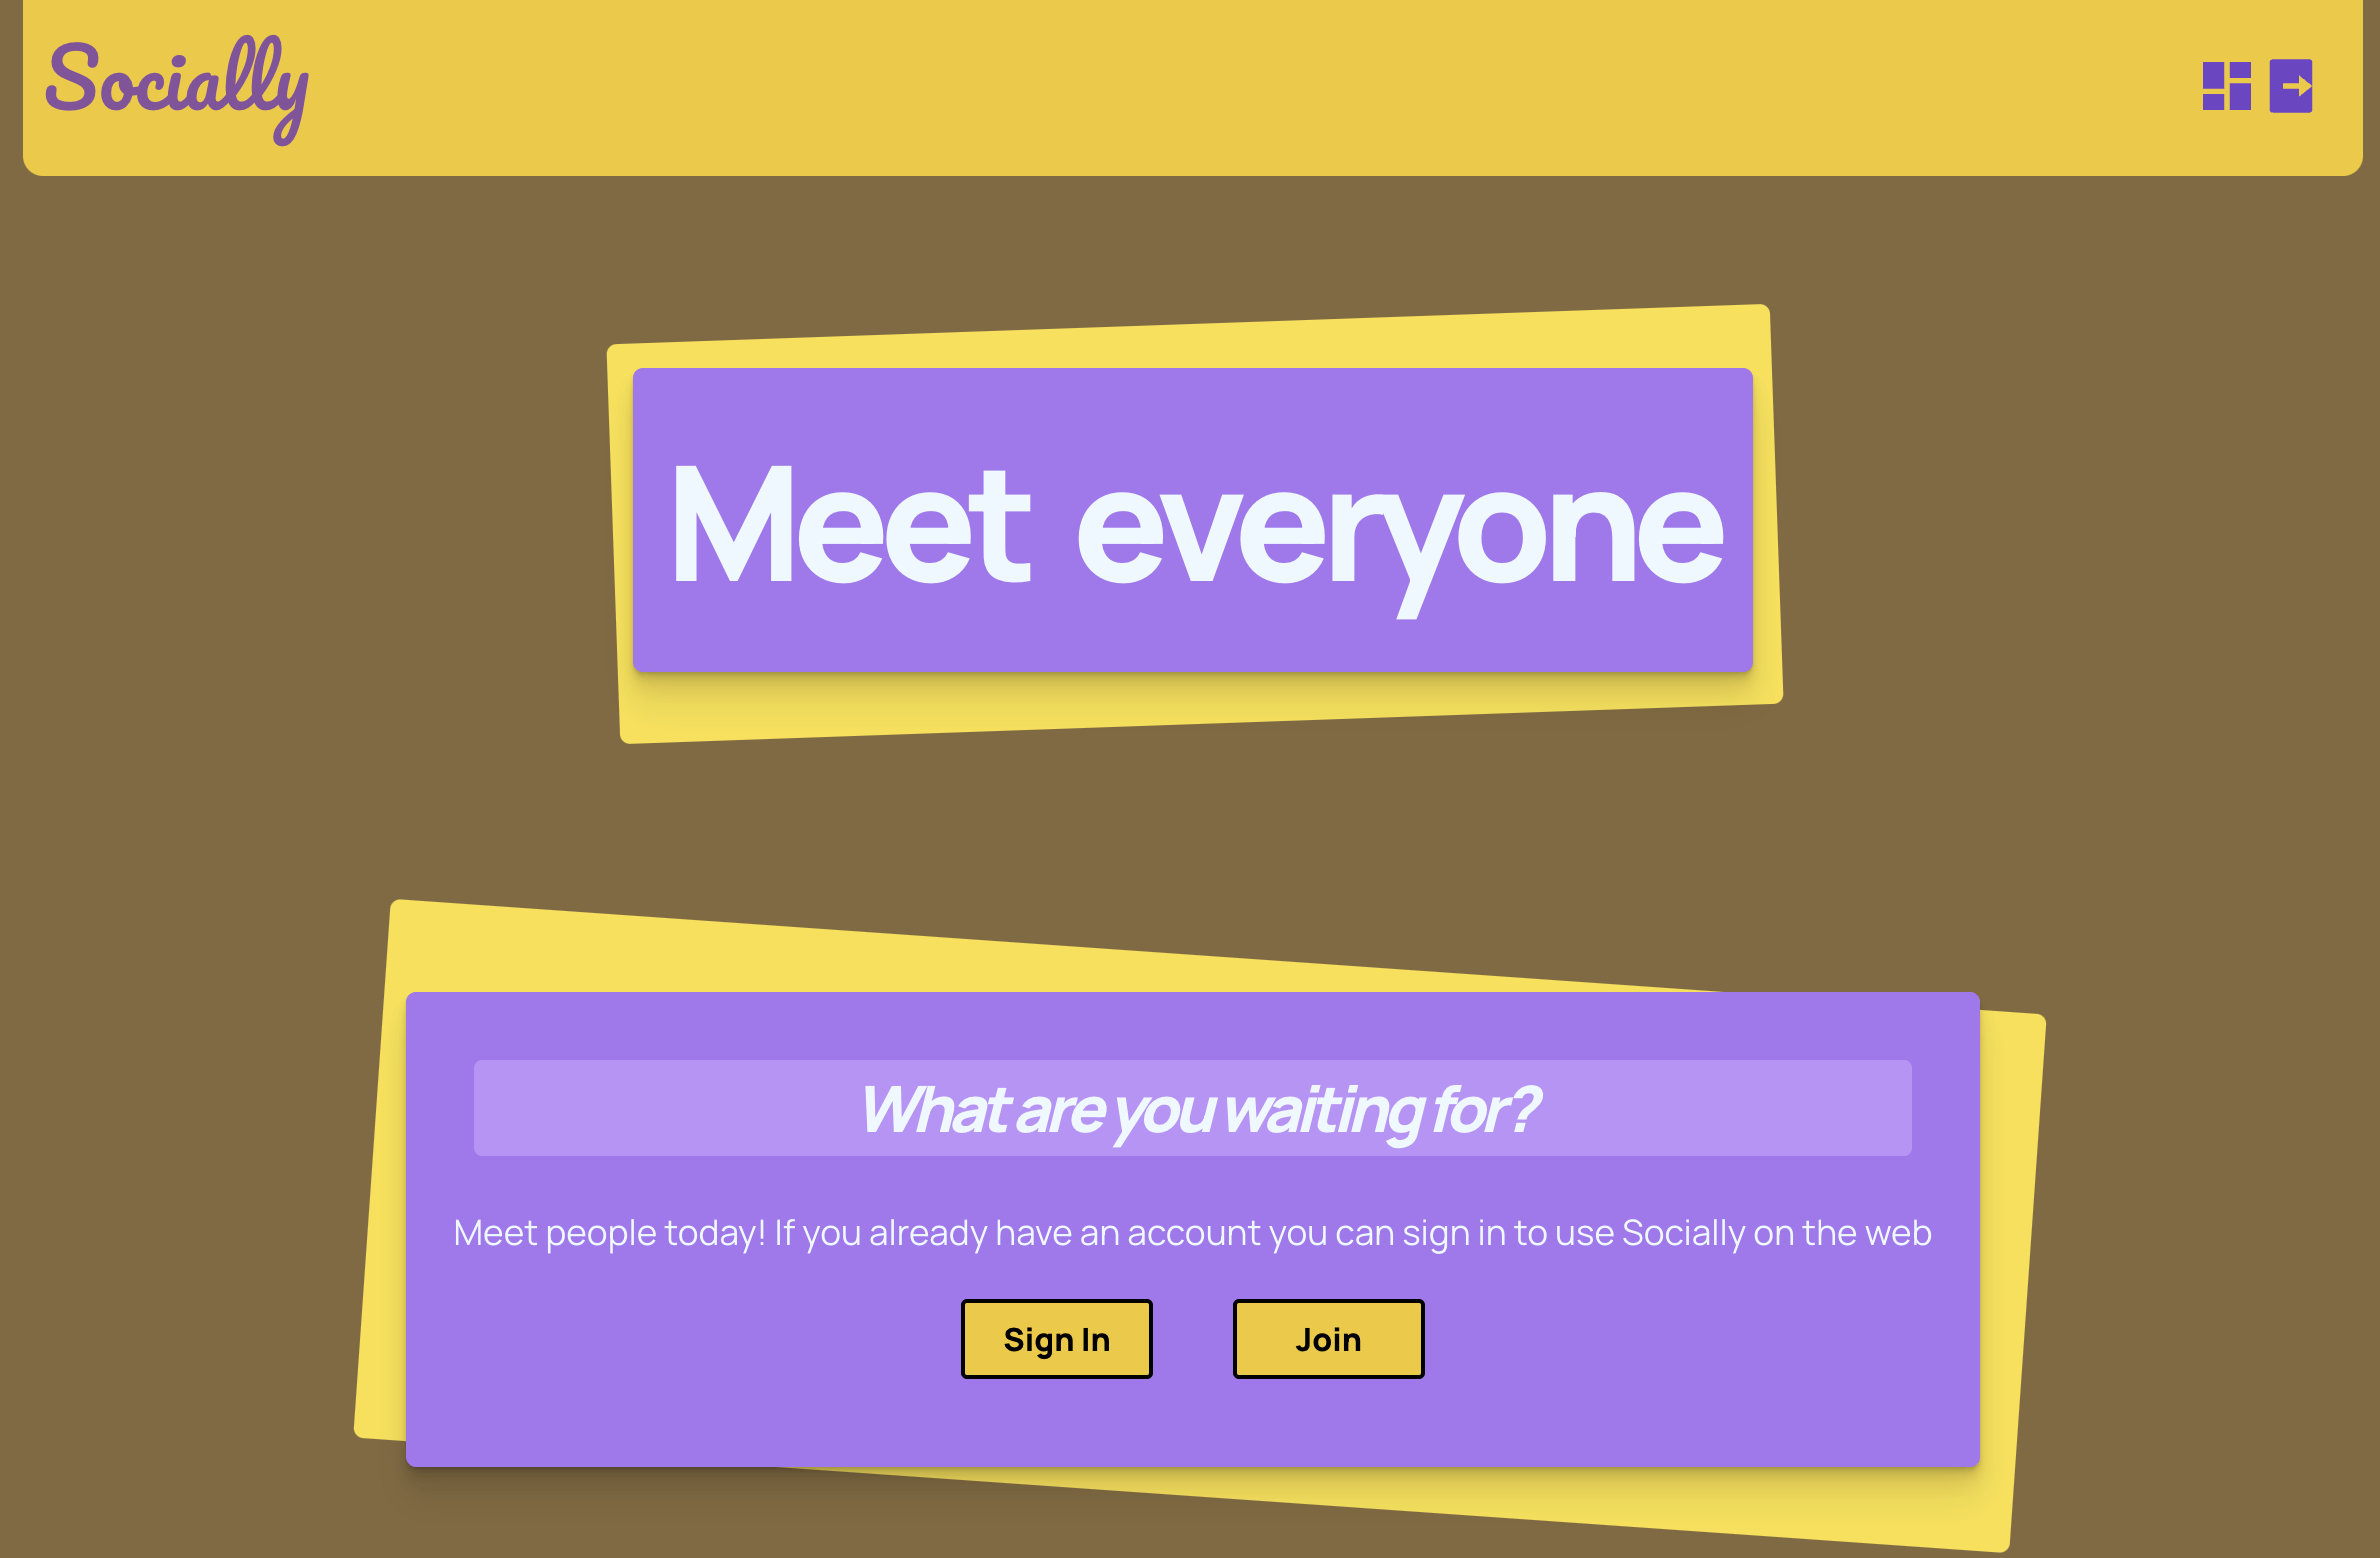 Socially
Meet everyone
What are you waiting for?
Meet people today! If you already have an account you can sign in to use Socially on the web
Sign In
Join